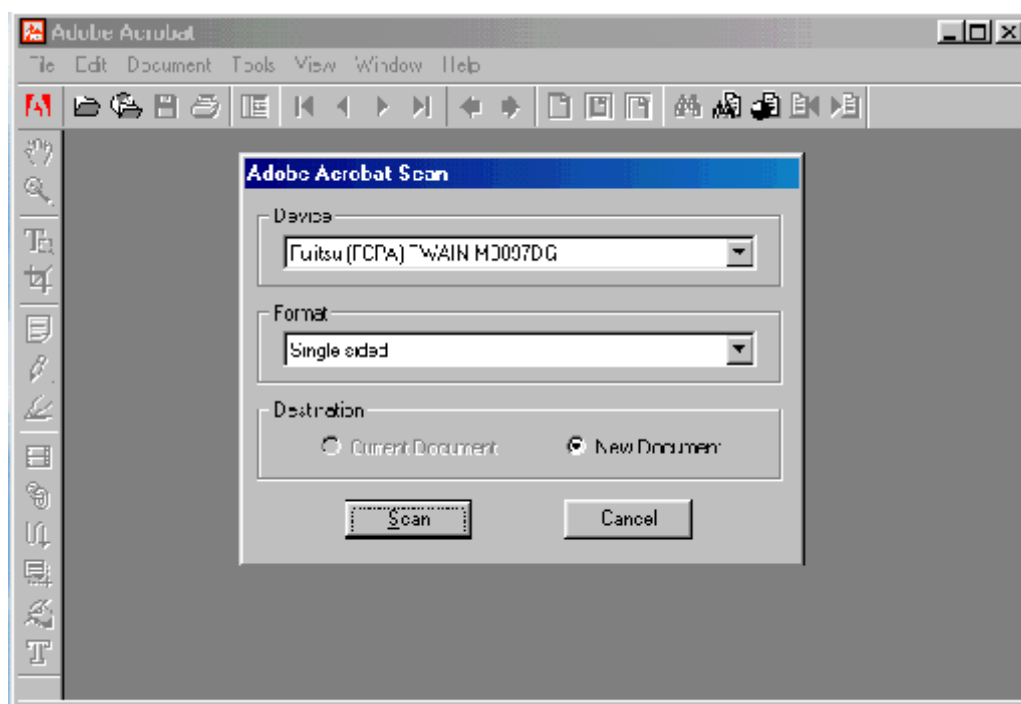 Adobe Acrobat
File Edit Document Tools View Window Help
Adobe Acrobat Scan
Device
Fujitsu (FCPA) TWAIN
Format
Single sided
Destination
Current Document New Document
Scan Cancel